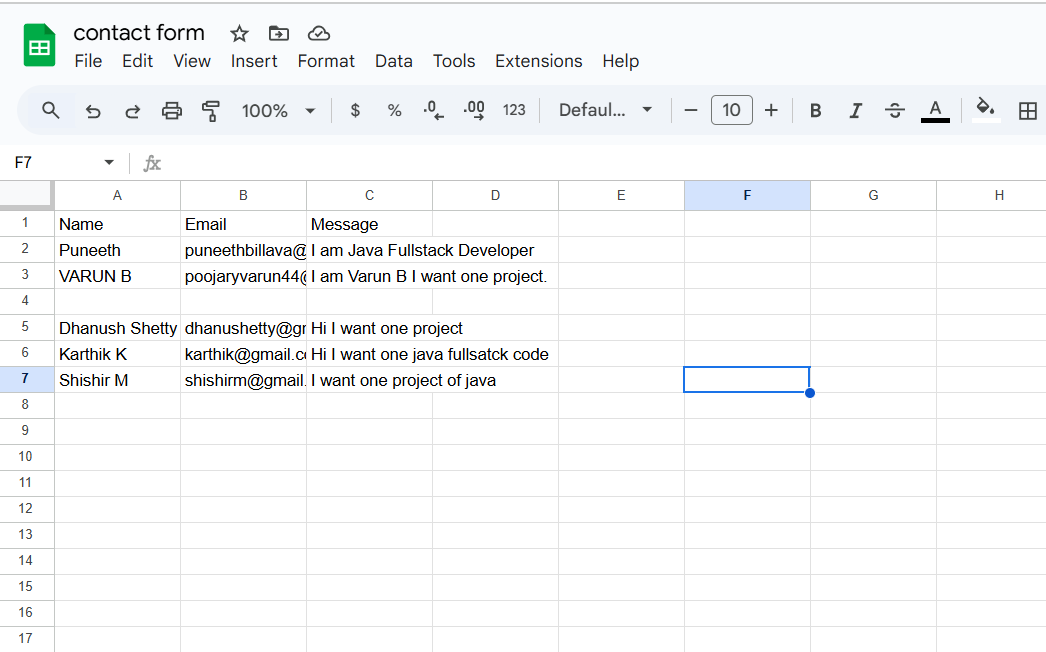 contact form
File Edit View Insert Format Data Tools Extensions Help
100% $ % .0 .00 123 Defaul... 10 B I S A
F7 fx
A B C D E F G H
1 Name Email Message
2 Puneeth puneethbillava@ I am Java Fullstack Developer
3 VARUN B poojaryvarun44@ I am Varun B I want one project.
4
5 Dhanush Shetty dhanushetty@gm Hi I want one project
6 Karthik K karthik@gmail.co Hi I want one java fullsatck code
7 Shishir M shishirm@gmail. I want one project of java
8
9
10
11
12
13
14
15
16
17